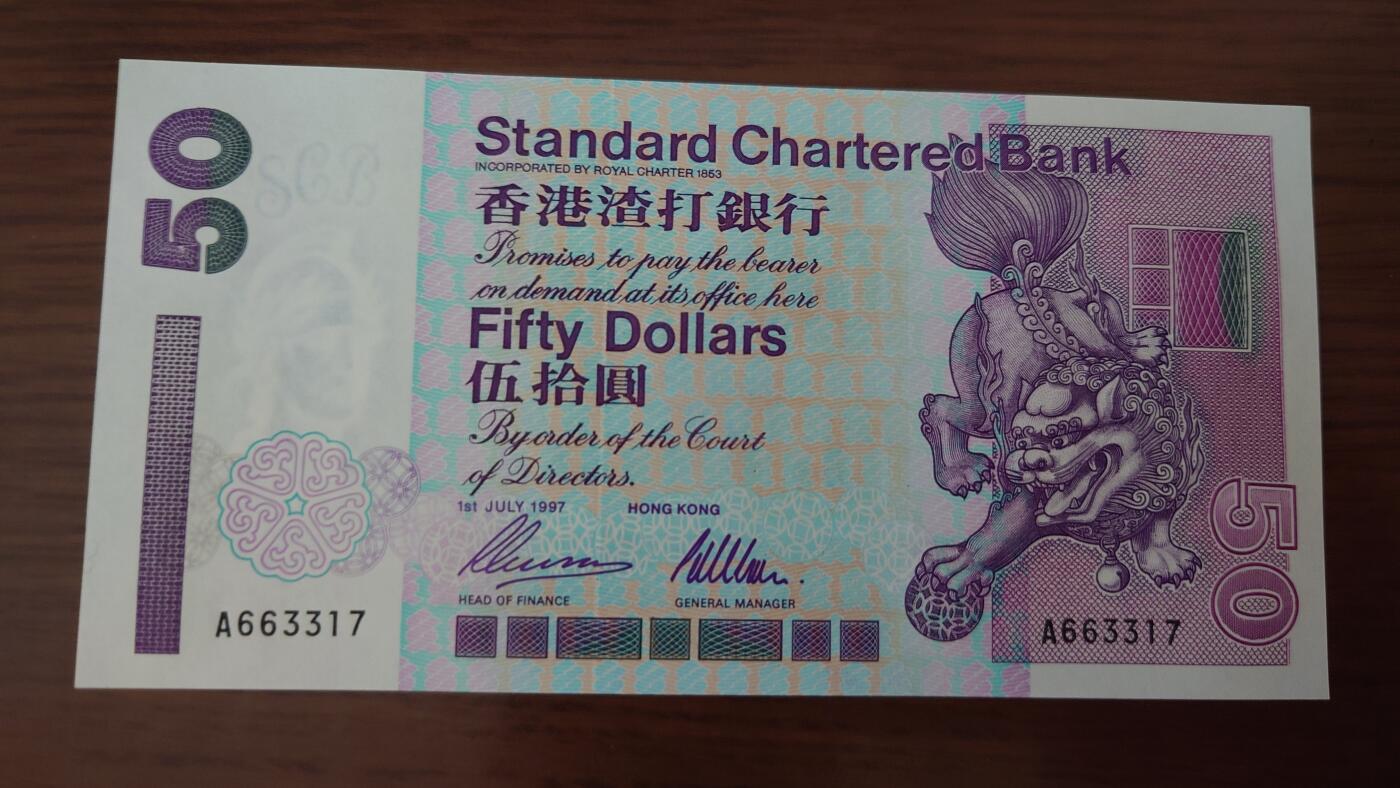 50
Standard Chartered Bank
INCORPORATED BY ROYAL CHARTER 1853
香港渣打銀行
Promises to pay the bearer
on demand at its office here
Fifty Dollars
伍拾圓
By order of the Court
of Directors.
1st JULY 1997 HONG KONG
HEAD OF FINANCE GENERAL MANAGER
A663317
A663317
50